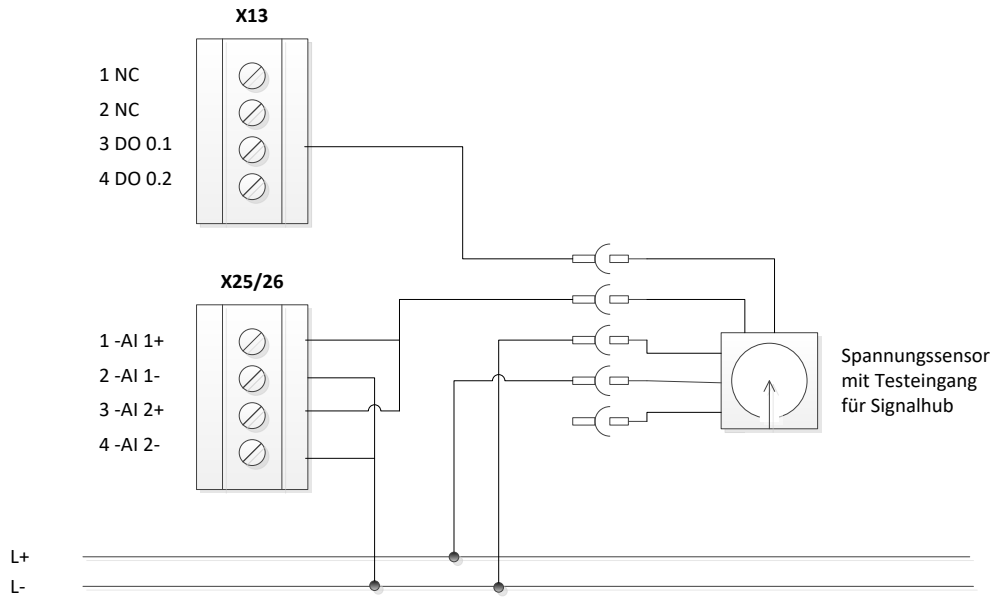 X13
1 NC
2 NC
3 DO 0.1
4 DO 0.2
X25/26
1 -AI 1+
2 -AI 1-
3 -AI 2+
4 -AI 2-
Spannungssensor
mit Testeingang
für Signalhub
L+
L-